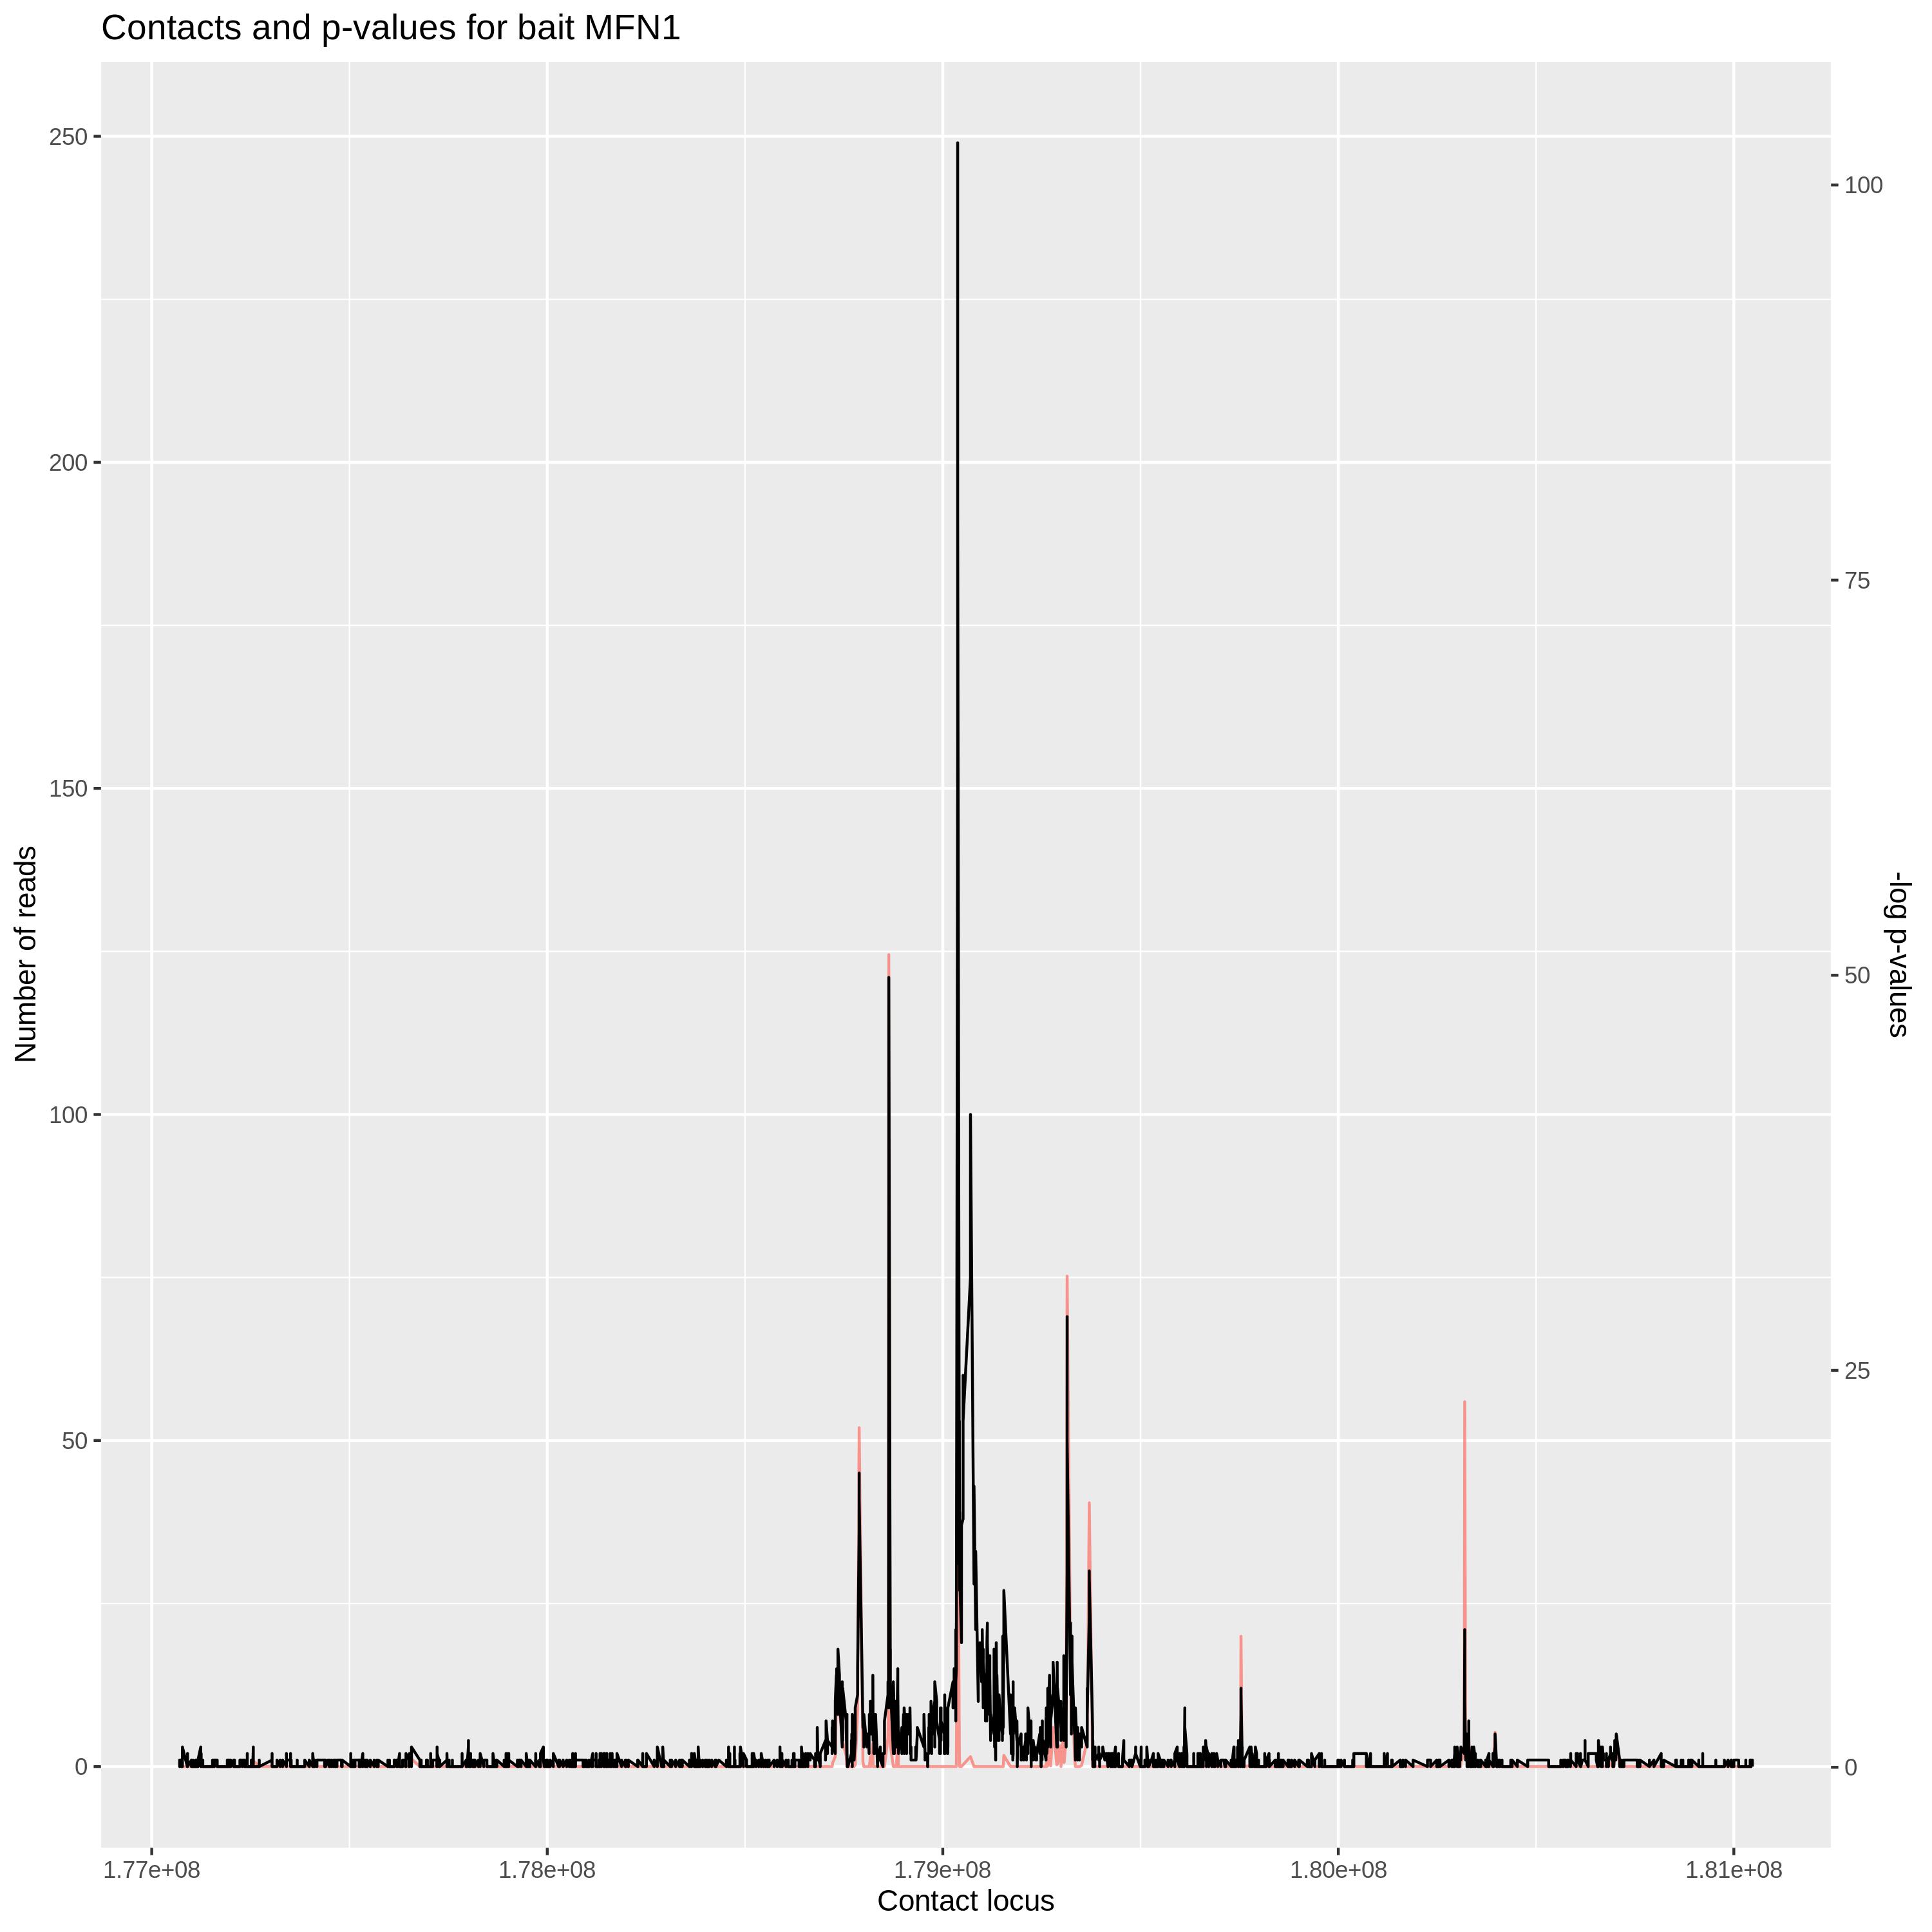 Contacts and p-values for bait MFN1
250
200
150
100
50
0
Number of reads
100
75
50
25
0
-log p-values
1.77e+08
1.78e+08
1.79e+08
1.80e+08
1.81e+08
Contact locus